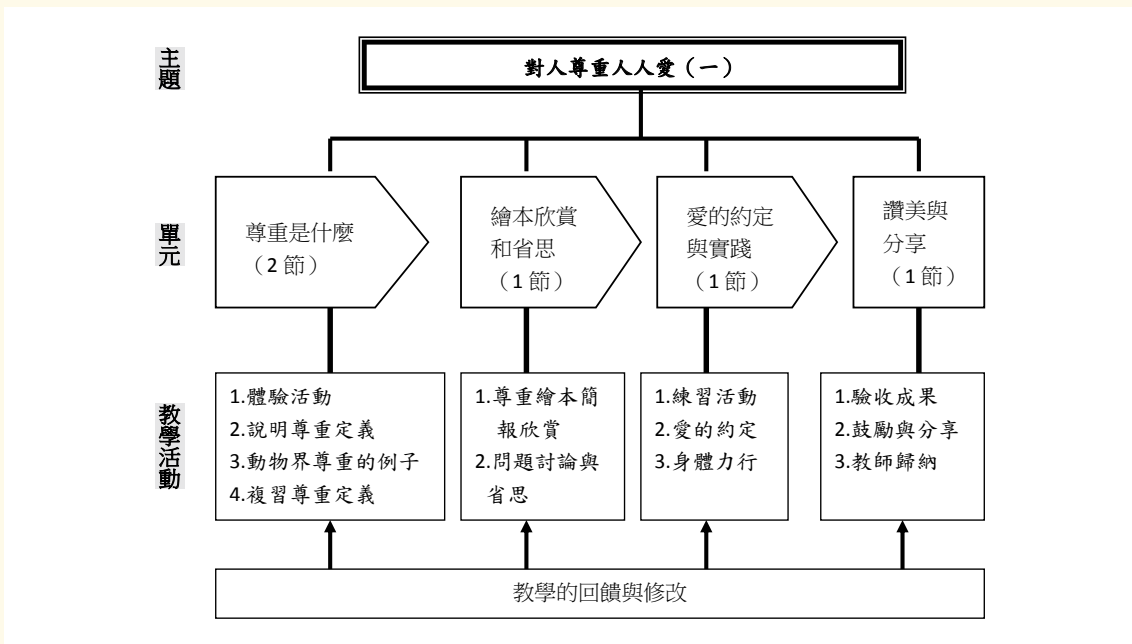 主題
對人尊重人人愛（一）
單元
尊重是什麼
（2 節）
繪本欣賞
和省思
（1 節）
愛的約定
與實踐
（1 節）
讚美與
分享
（1 節）
教學活動
1.體驗活動
2.說明尊重定義
3.動物界尊重的例子
4.複習尊重定義
1.尊重繪本簡
報欣賞
2.問題討論與
省思
1.練習活動
2.愛的約定
3.身體力行
1.驗收成果
2.鼓勵與分享
3.教師歸納
教學的回饋與修改